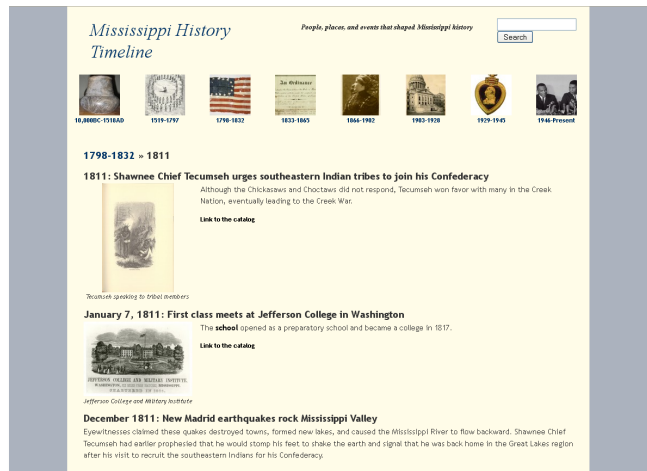 Mississippi History
Timeline
People, places, and events that shaped Mississippi history
Search
An Ordinance
10,000BC-1518AD
1519-1797
1798-1832
1833-1865
1866-1902
1903-1928
1929-1945
1946-Present
1798-1832 » 1811
1811: Shawnee Chief Tecumseh urges southeastern Indian tribes to join his Confederacy
Although the Chickasaws and Choctaws did not respond, Tecumseh won favor with many in the Creek
Nation, eventually leading to the Creek War.
Link to the catalog
Tecumseh speaking to tribal members
January 7, 1811: First class meets at Jefferson College in Washington
The school opened as a preparatory school and became a college in 1817.
Link to the catalog
JEFFERSON COLLEGE AND MILITARY INSTITUTE,
Jefferson College and Military Institute
December 1811: New Madrid earthquakes rock Mississippi Valley
Eyewitnesses claimed these quakes destroyed towns, formed new lakes, and caused the Mississippi River to flow backward. Shawnee Chief
Tecumseh had earlier prophesied that he would stomp his feet to shake the earth and signal that he was back home in the Great Lakes region
after his visit to recruit the southeastern Indians for his Confederacy.